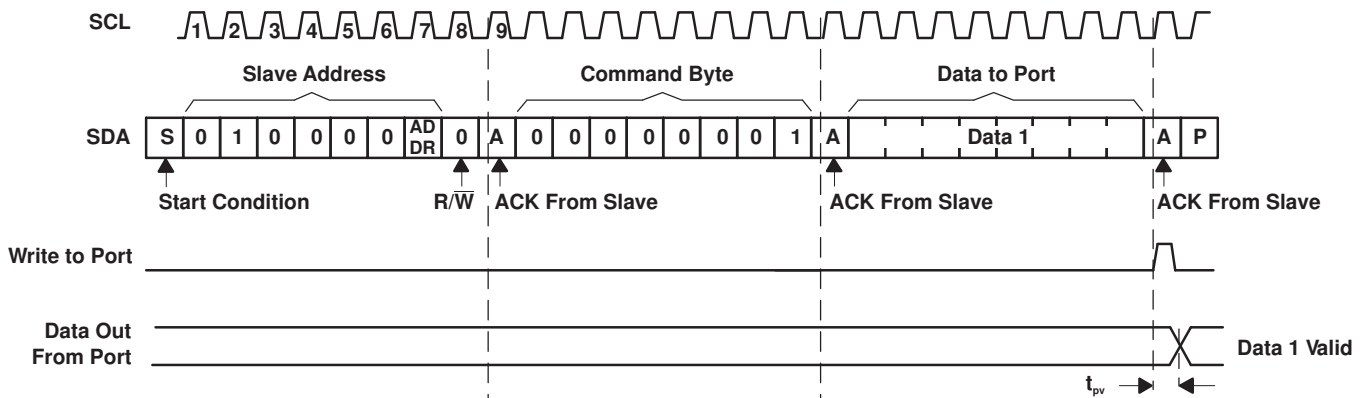 SCL 1 2 3 4 5 6 7 8 9
Slave Address Command Byte Data to Port
SDA S 0 1 0 0 0 0 AD DR 0 A 0 0 0 0 0 0 0 1 A Data 1 A P
Start Condition R/W̅ ACK From Slave ACK From Slave ACK From Slave
Write to Port
Data Out
From Port
Data 1 Valid
tpv